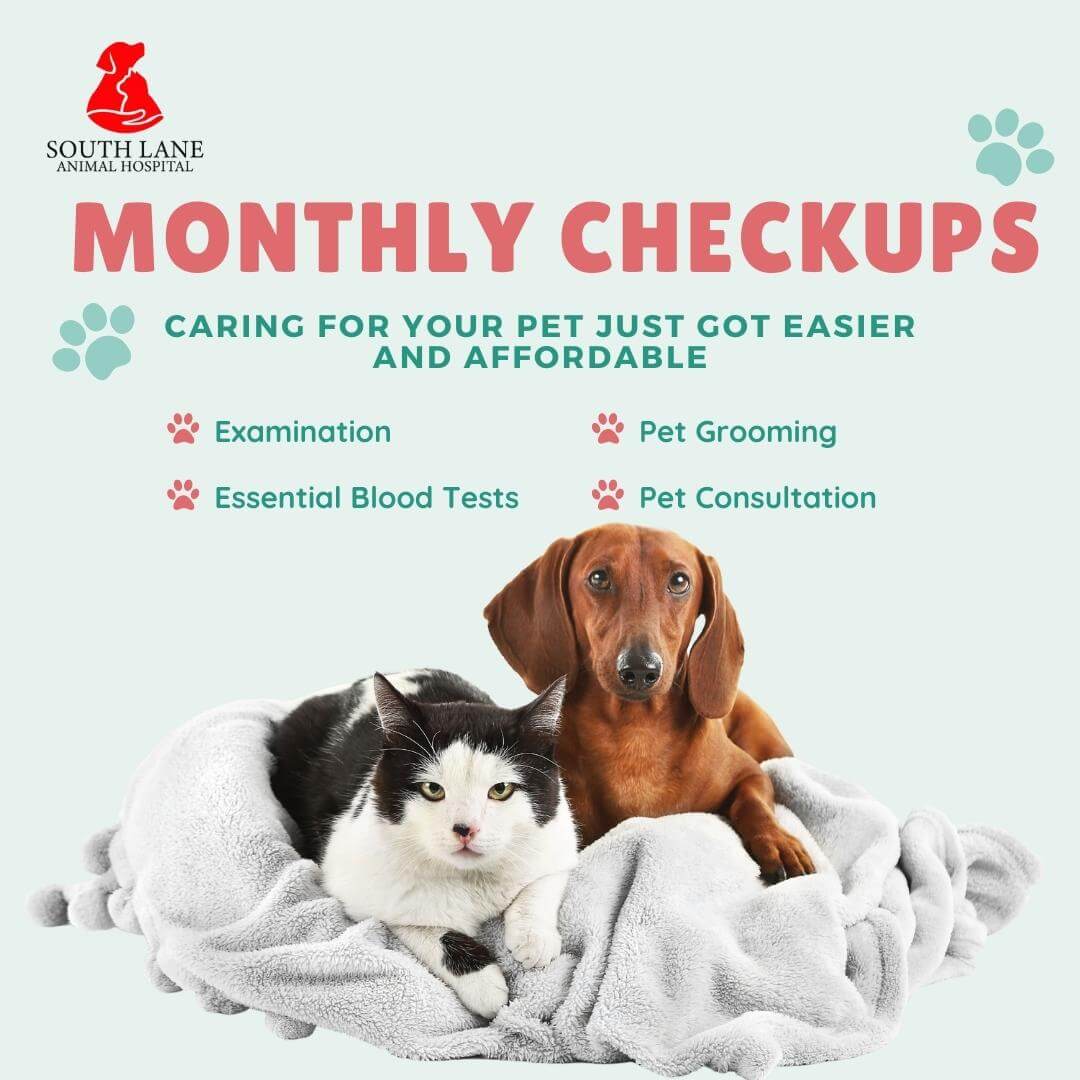 SOUTH LANE
ANIMAL HOSPITAL
MONTHLY CHECKUPS
CARING FOR YOUR PET JUST GOT EASIER
AND AFFORDABLE
Examination
Pet Grooming
Essential Blood Tests
Pet Consultation